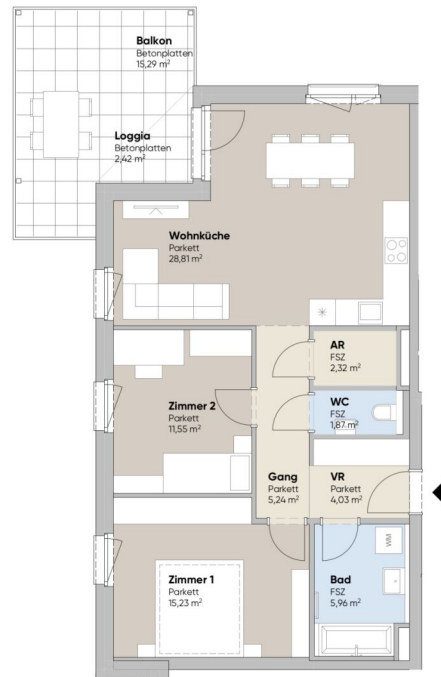 Balkon
Betonplatten
15,29 m²
Loggia
Betonplatten
2,42 m²
Wohnküche
Parkett
28,81 m²
AR
FSZ
2,32 m²
WC
FSZ
1,87 m²
Zimmer 2
Parkett
11,55 m²
Gang
Parkett
5,24 m²
VR
Parkett
4,03 m²
Zimmer 1
Parkett
15,23 m²
Bad
FSZ
5,96 m²
WM